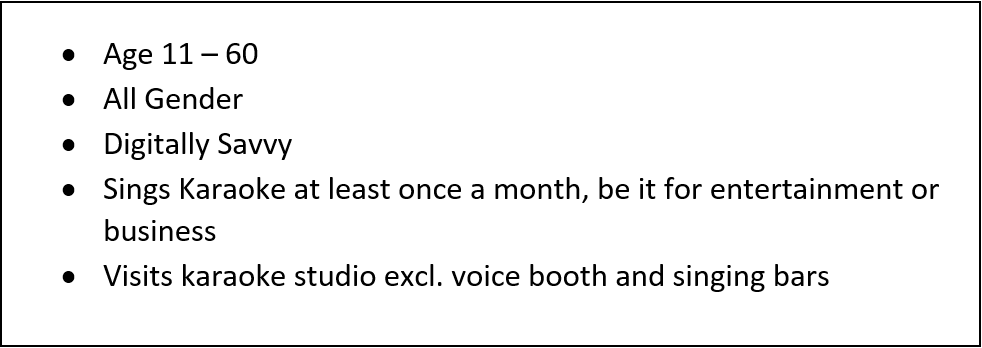 • Age 11 – 60
• All Gender
• Digitally Savvy
• Sings Karaoke at least once a month, be it for entertainment or
business
• Visits karaoke studio excl. voice booth and singing bars